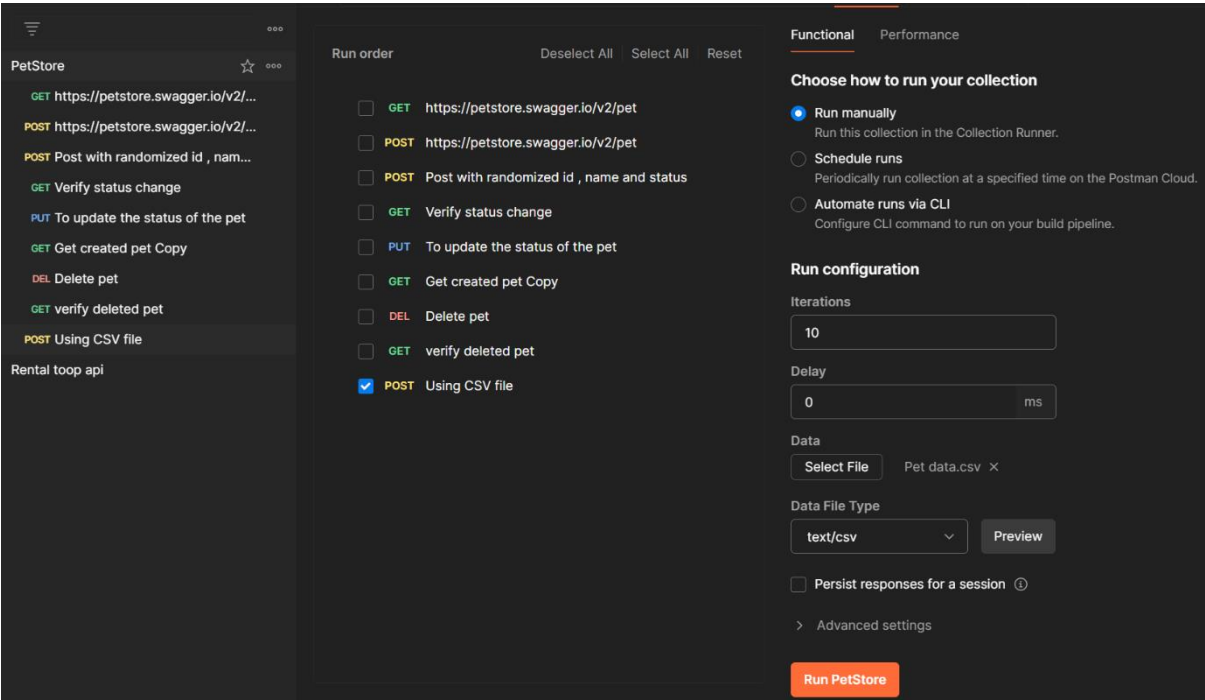 PetStore
GET https://petstore.swagger.io/v2/...
POST https://petstore.swagger.io/v2/...
POST Post with randomized id , nam...
GET Verify status change
PUT To update the status of the pet
GET Get created pet Copy
DEL Delete pet
GET verify deleted pet
POST Using CSV file
Rental toop api
Run order
Deselect All Select All Reset
GET https://petstore.swagger.io/v2/pet
POST https://petstore.swagger.io/v2/pet
POST Post with randomized id , name and status
GET Verify status change
PUT To update the status of the pet
GET Get created pet Copy
DEL Delete pet
GET verify deleted pet
POST Using CSV file
Functional Performance
Choose how to run your collection
Run manually
Run this collection in the Collection Runner.
Schedule runs
Periodically run collection at a specified time on the Postman Cloud.
Automate runs via CLI
Configure CLI command to run on your build pipeline.
Run configuration
Iterations
10
Delay
0 ms
Data
Select File Pet data.csv ×
Data File Type
text/csv Preview
Persist responses for a session
Advanced settings
Run PetStore